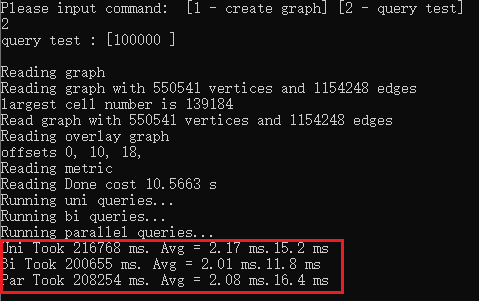 Please input command:  [1 - create graph] [2 - query test]
2
query test : [100000 ]
Reading graph
Reading graph with 550541 vertices and 1154248 edges
largest cell number is 139184
Read graph with 550541 vertices and 1154248 edges
Reading overlay graph
offsets 0, 10, 18,
Reading metric
Reading Done cost 10.5663 s
Running uni queries...
Running bi queries...
Running parallel queries...
Uni Took 216768 ms. Avg = 2.17 ms.15.2 ms
Bi Took 200655 ms. Avg = 2.01 ms.11.8 ms
Par Took 208254 ms. Avg = 2.08 ms.16.4 ms